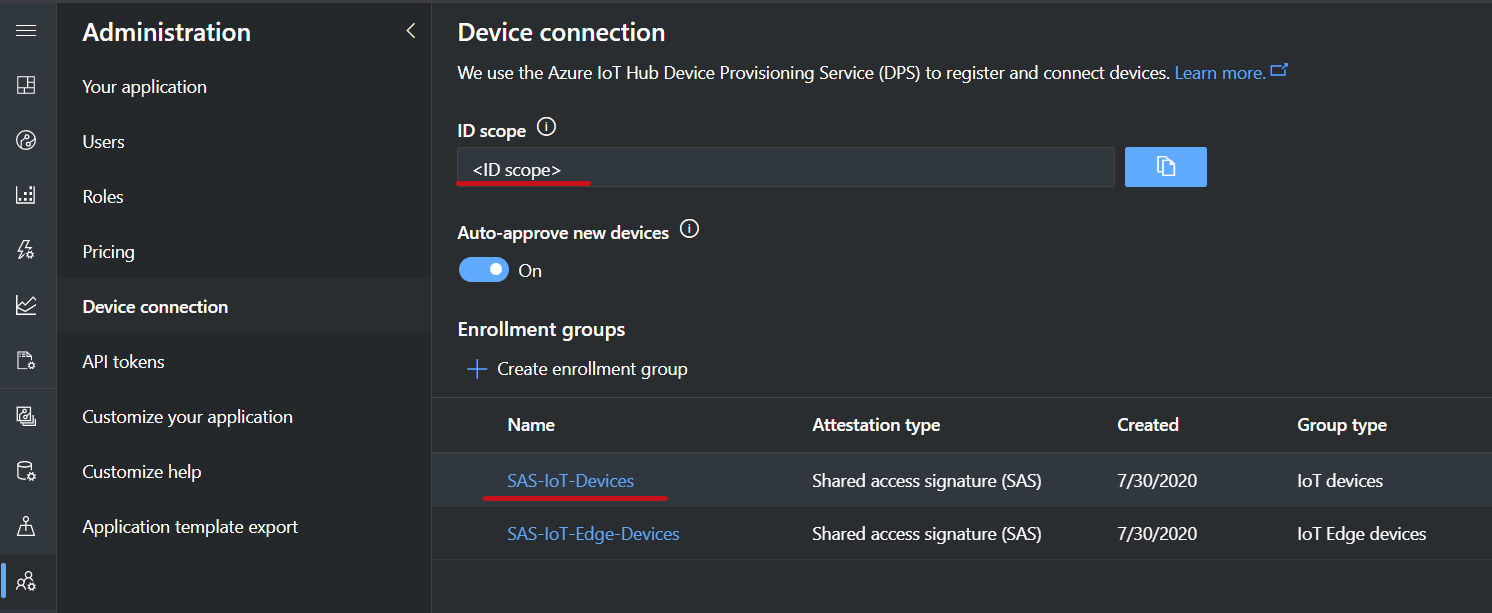 Administration
Your application
Users
Roles
Pricing
Device connection
API tokens
Customize your application
Customize help
Application template export
Device connection
We use the Azure IoT Hub Device Provisioning Service (DPS) to register and connect devices. Learn more.
ID scope
<ID scope>
Auto-approve new devices
On
Enrollment groups
Create enrollment group
Name Attestation type Created Group type
SAS-IoT-Devices Shared access signature (SAS) 7/30/2020 IoT devices
SAS-IoT-Edge-Devices Shared access signature (SAS) 7/30/2020 IoT Edge devices